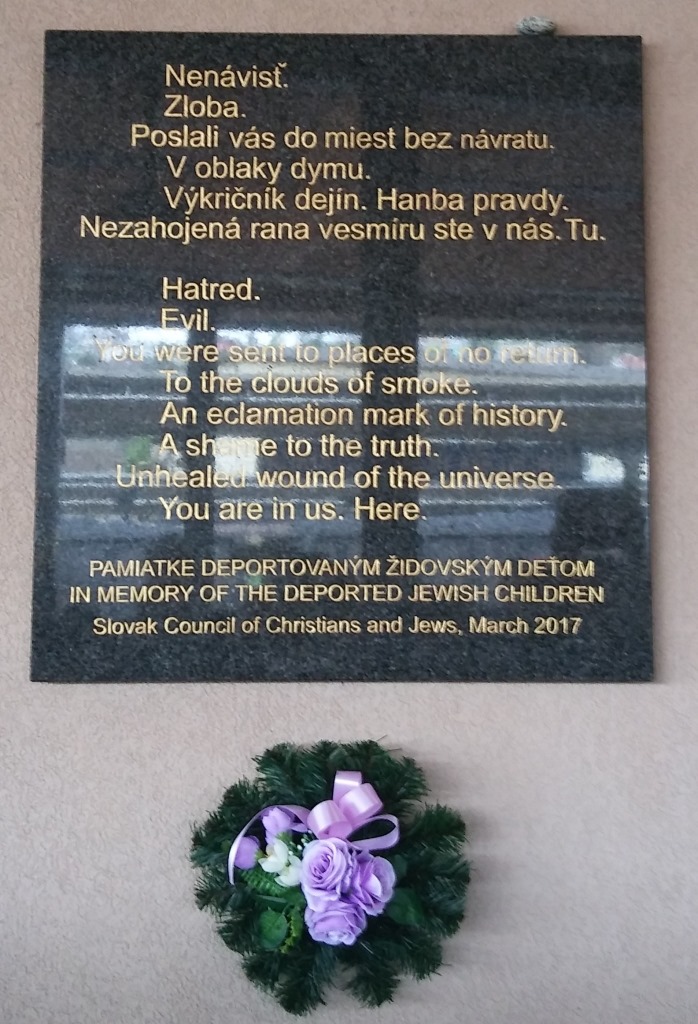 Nenávisť.
Zloba.
Poslali vás do miest bez návratu.
V oblaky dymu.
Výkričník dejín. Hanba pravdy.
Nezahojená rana vesmíru ste v nás. Tu.
Hatred.
Evil.
You were sent to places of no return.
To the clouds of smoke.
An eclamation mark of history.
A shame to the truth.
Unhealed wound of the universe.
You are in us. Here.
PAMIATKE DEPORTOVANÝM ŽIDOVSKÝM DEŤOM
IN MEMORY OF THE DEPORTED JEWISH CHILDREN
Slovak Council of Christians and Jews, March 2017